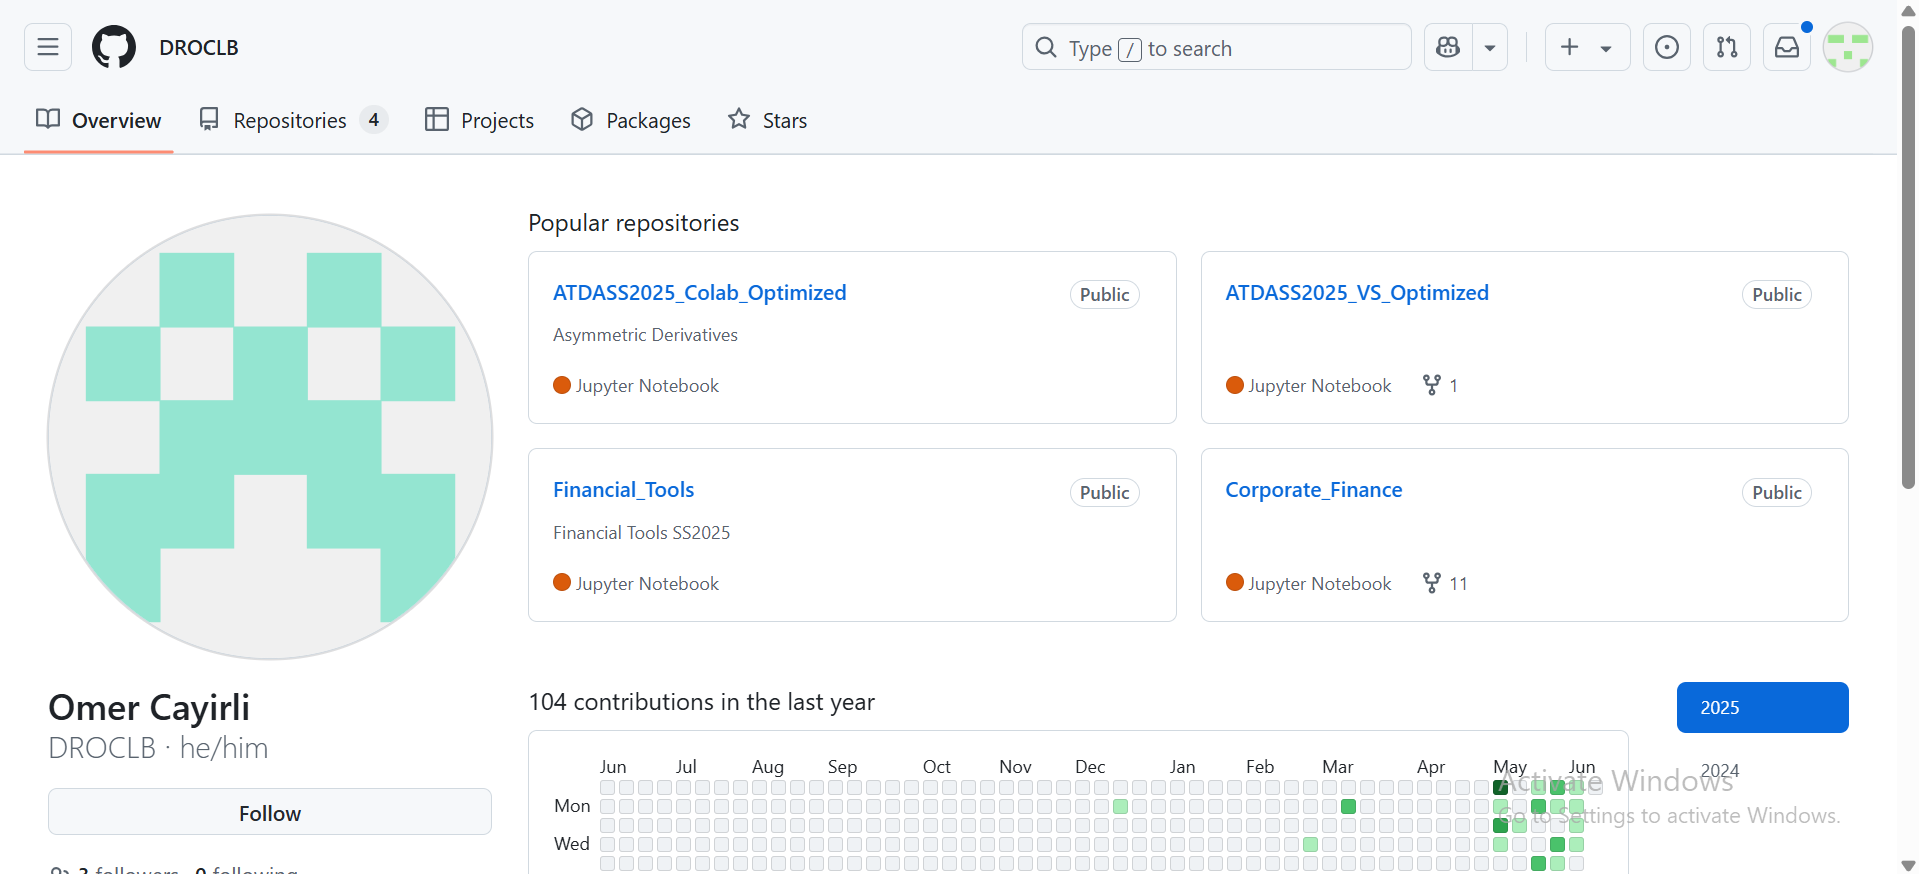 DROCLB
Type / to search
Overview
Repositories 4
Projects
Packages
Stars
Popular repositories
ATDASS2025_Colab_Optimized
Public
Asymmetric Derivatives
Jupyter Notebook
ATDASS2025_VS_Optimized
Public
Jupyter Notebook
1
Financial_Tools
Public
Financial Tools SS2025
Jupyter Notebook
Corporate_Finance
Public
Jupyter Notebook
11
Omer Cayirli
DROCLB · he/him
Follow
3 followers · 0 following
104 contributions in the last year
2025
2024
Jun Jul Aug Sep Oct Nov Dec Jan Feb Mar Apr May Jun
Mon
Wed
Activate Windows
Go to Settings to activate Windows.